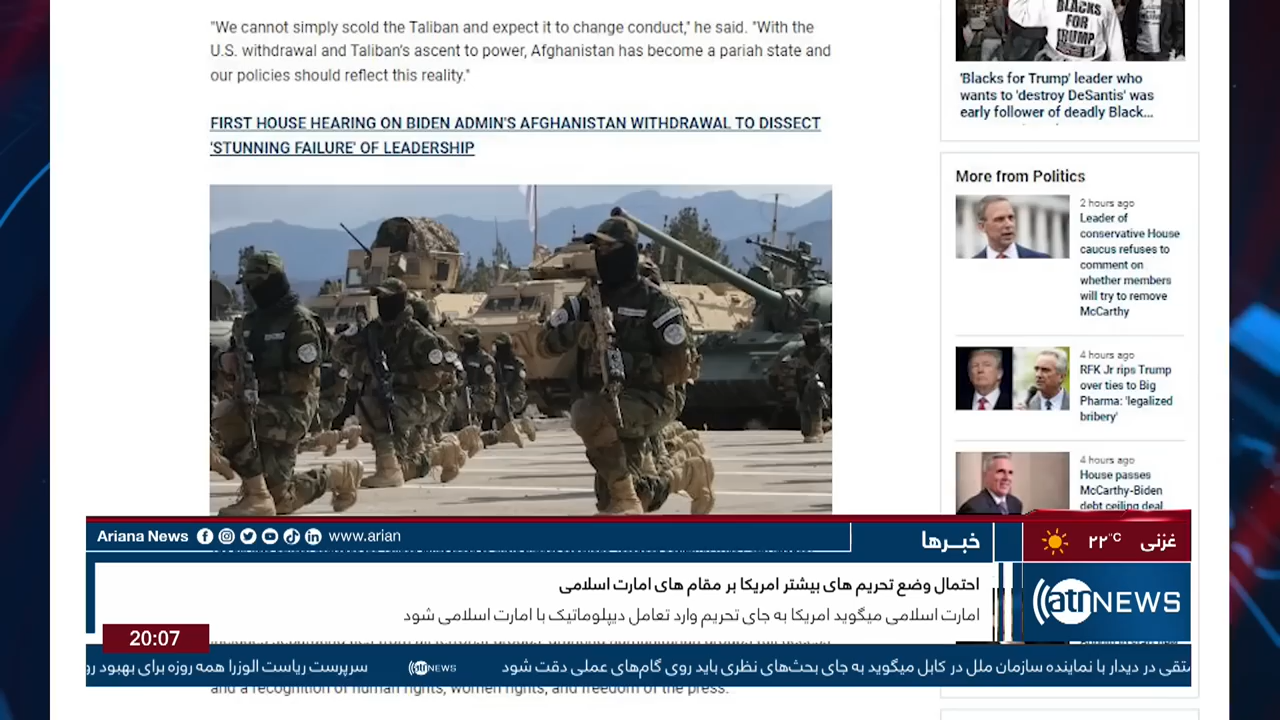 "We cannot simply scold the Taliban and expect it to change conduct," he said. "With the
U.S. withdrawal and Taliban's ascent to power, Afghanistan has become a pariah state and
our policies should reflect this reality."
FIRST HOUSE HEARING ON BIDEN ADMIN'S AFGHANISTAN WITHDRAWAL TO DISSECT
'STUNNING FAILURE' OF LEADERSHIP
BLACKS
FOR
TRUMP
'Blacks for Trump' leader who
wants to 'destroy DeSantis' was
early follower of deadly Black...
More from Politics
2 hours ago
Leader of
conservative House
caucus refuses to
comment on
whether members
will try to remove
McCarthy
4 hours ago
RFK Jr rips Trump
over ties to Big
Pharma: 'legalized
bribery'
4 hours ago
House passes
McCarthy-Biden
debt ceiling deal
Ariana News www.arian
خبرها
۲۲°C غزنی
احتمال وضع تحریم های بیشتر امریکا بر مقام های امارت اسلامی
امارت اسلامی میگوید امریکا به جای تحریم وارد تعامل دیپلوماتیک با امارت اسلامی شود
atn NEWS
20:07
متقی در دیدار با نماینده سازمان ملل در کابل میگوید به جای بحث‌های نظری باید روی گام‌های عملی دقت شود atn NEWS سرپرست ریاست الوزرا همه روزه برای بهبود رو
and a recognition of human rights, women rights, and freedom of the press.